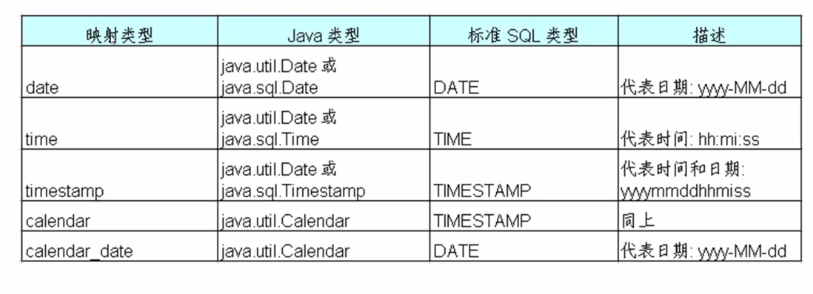 映射类型 Java 类型 标准 SQL 类型 描述
java.util.Date 或
date java.sql.Date DATE 代表日期: yyyy-MM-dd
java.util.Date 或
time java.sql.Time TIME 代表时间: hh:mi:ss
java.util.Date 或 代表时间和日期:
timestamp java.sql.Timestamp TIMESTAMP yyyymmddhhmiss
calendar java.util.Calendar TIMESTAMP 同上
calendar_date java.util.Calendar DATE 代表日期: yyyy-MM-dd